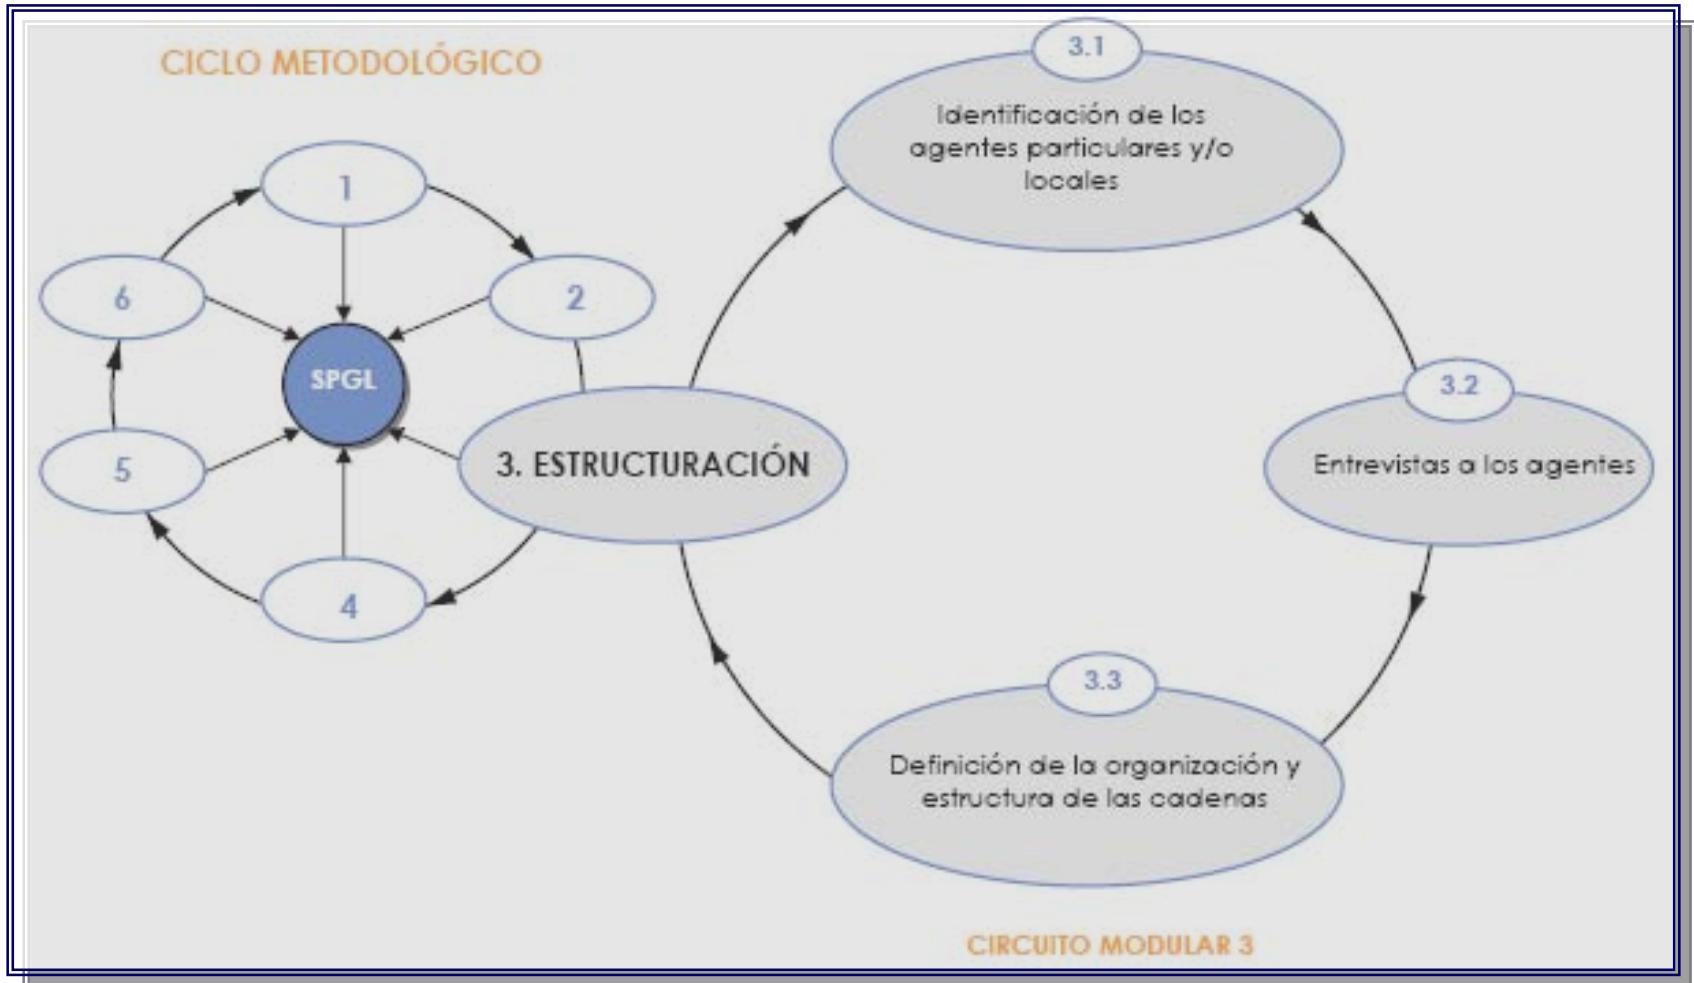 CICLO METODOLÓGICO
1
2
6
SPGL
5
4
3. ESTRUCTURACIÓN
3.1
Identificación de los
agentes particulares y/o
locales
3.2
Entrevistas a los agentes
3.3
Definición de la organización y
estructura de las cadenas
CIRCUITO MODULAR 3